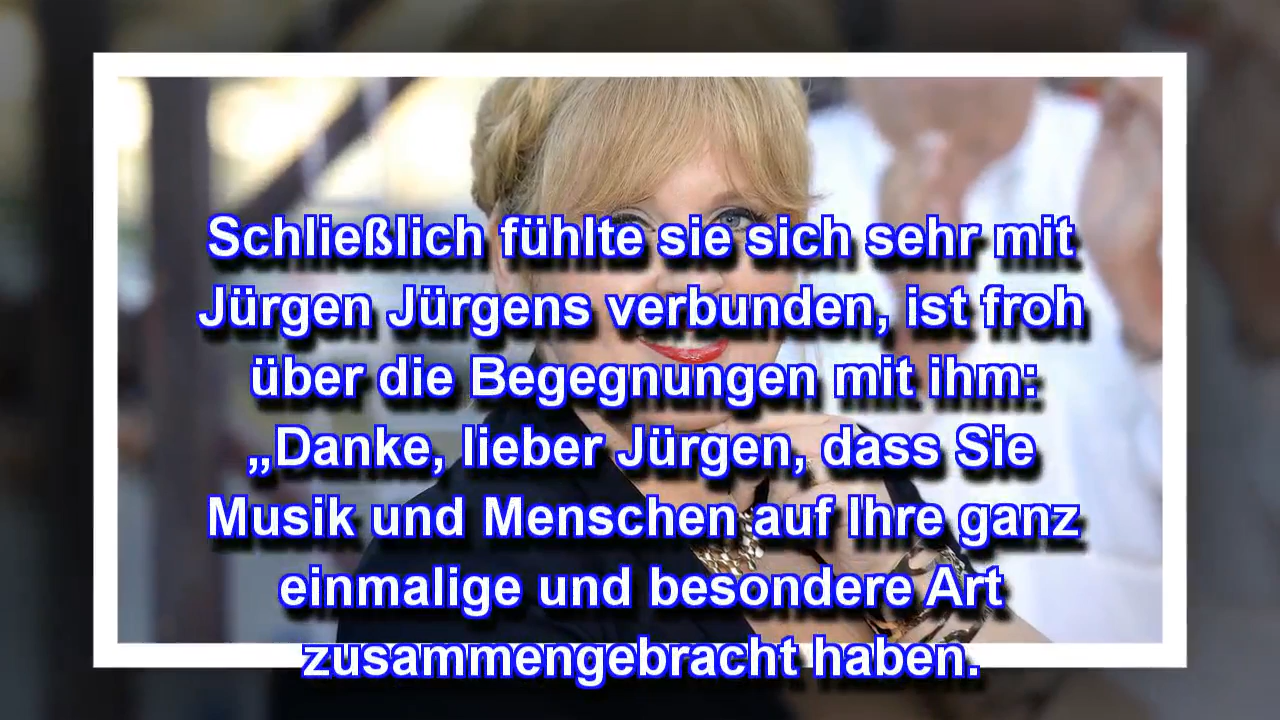 Schließlich fühlte sie sich sehr mit
Jürgen Jürgens verbunden, ist froh
über die Begegnungen mit ihm:
„Danke, lieber Jürgen, dass Sie
Musik und Menschen auf Ihre ganz
einmalige und besondere Art
zusammengebracht haben.